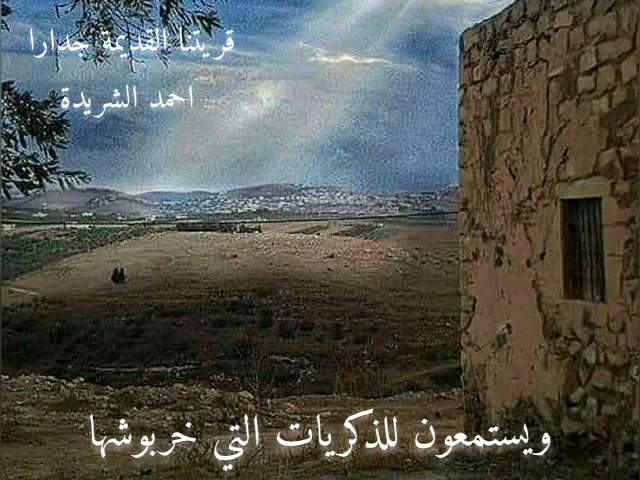 قريتنا القديمة جدارا
احمد الشريدة
ويستمعون للذكريات التي خربوشها